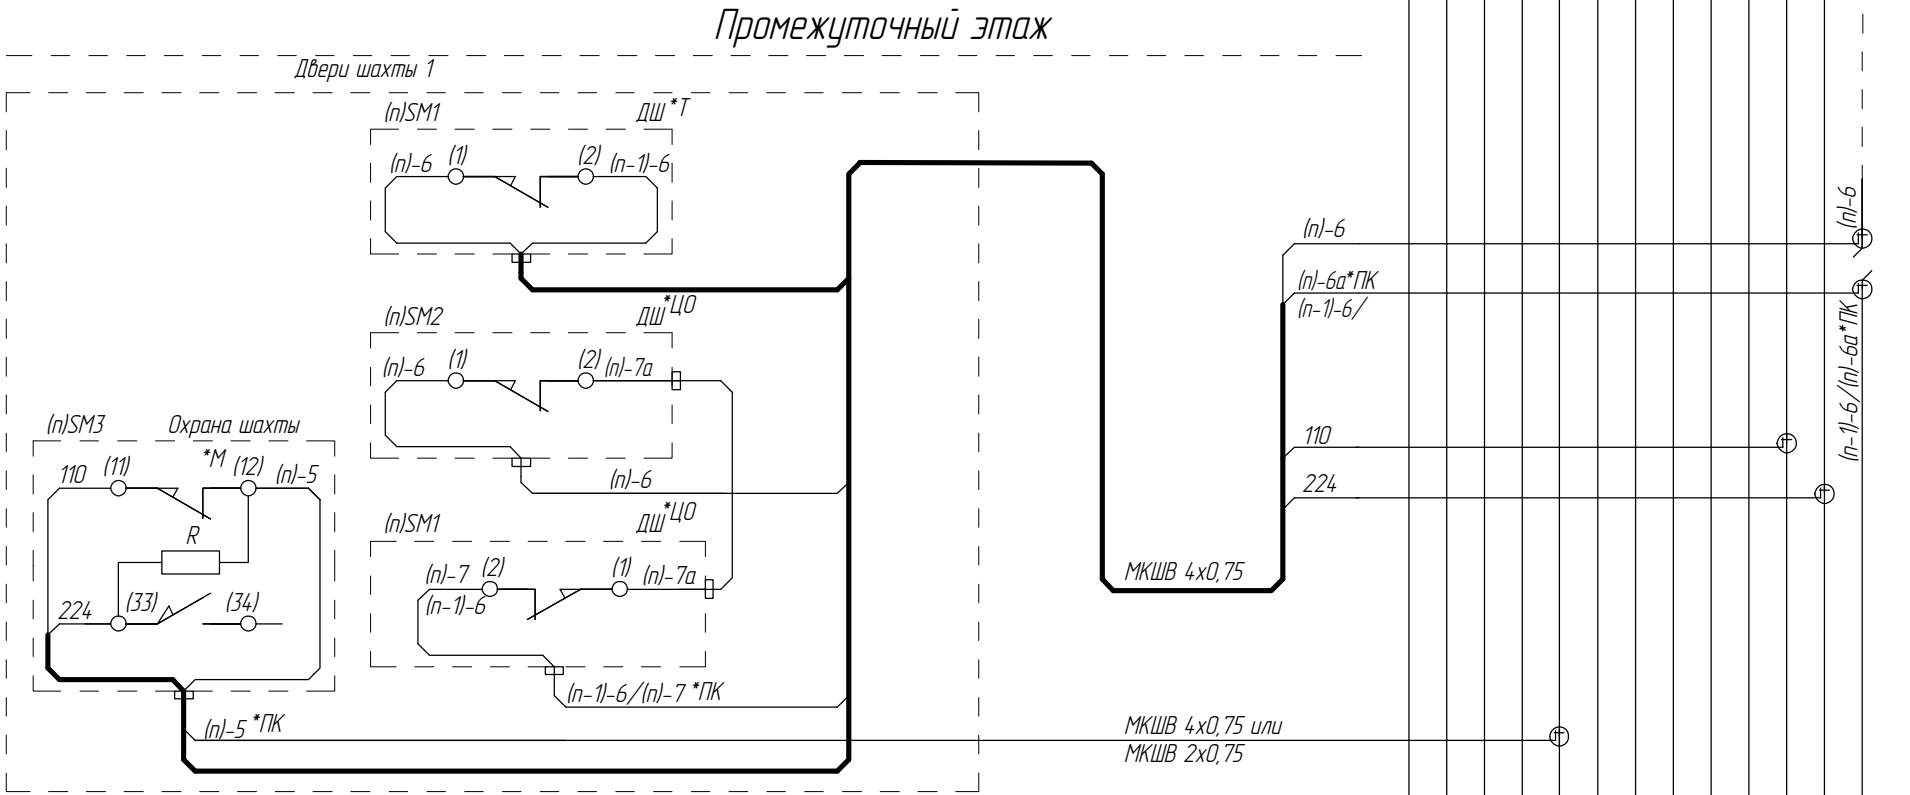 Промежуточный этаж
Двери шахты 1
(n)SM1 ДШ*Т
(n)-6 (1) (2) (n-1)-6
(n)SM2 ДШ*ЦО
(n)-6 (1) (2) (n)-7а
(n)-6
(n)SM1 ДШ*ЦО
(n)-7 (2) (1) (n)-7а
(n-1)-6
(n-1)-6/(n)-7 *ПК
(n)SM3 Охрана шахты
*М
110 (11) (12) (n)-5
R
224 (33) (34)
(n)-5 *ПК
МКШВ 4х0,75
МКШВ 4х0,75 или
МКШВ 2х0,75
(n)-6
(n)-6а*ПК
(n-1)-6/
110
224
(n)-6
(n-1)-6/(n)-6а*ПК